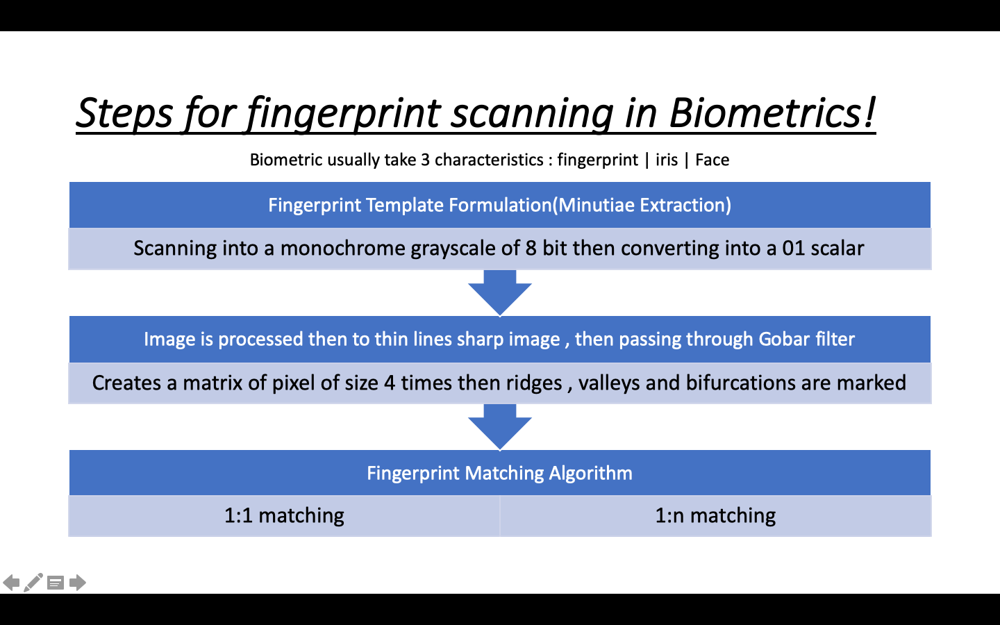 Steps for fingerprint scanning in Biometrics!
Biometric usually take 3 characteristics : fingerprint | iris | Face
Fingerprint Template Formulation(Minutiae Extraction)
Scanning into a monochrome grayscale of 8 bit then converting into a 01 scalar
Image is processed then to thin lines sharp image , then passing through Gobar filter
Creates a matrix of pixel of size 4 times then ridges , valleys and bifurcations are marked
Fingerprint Matching Algorithm
1:1 matching
1:n matching